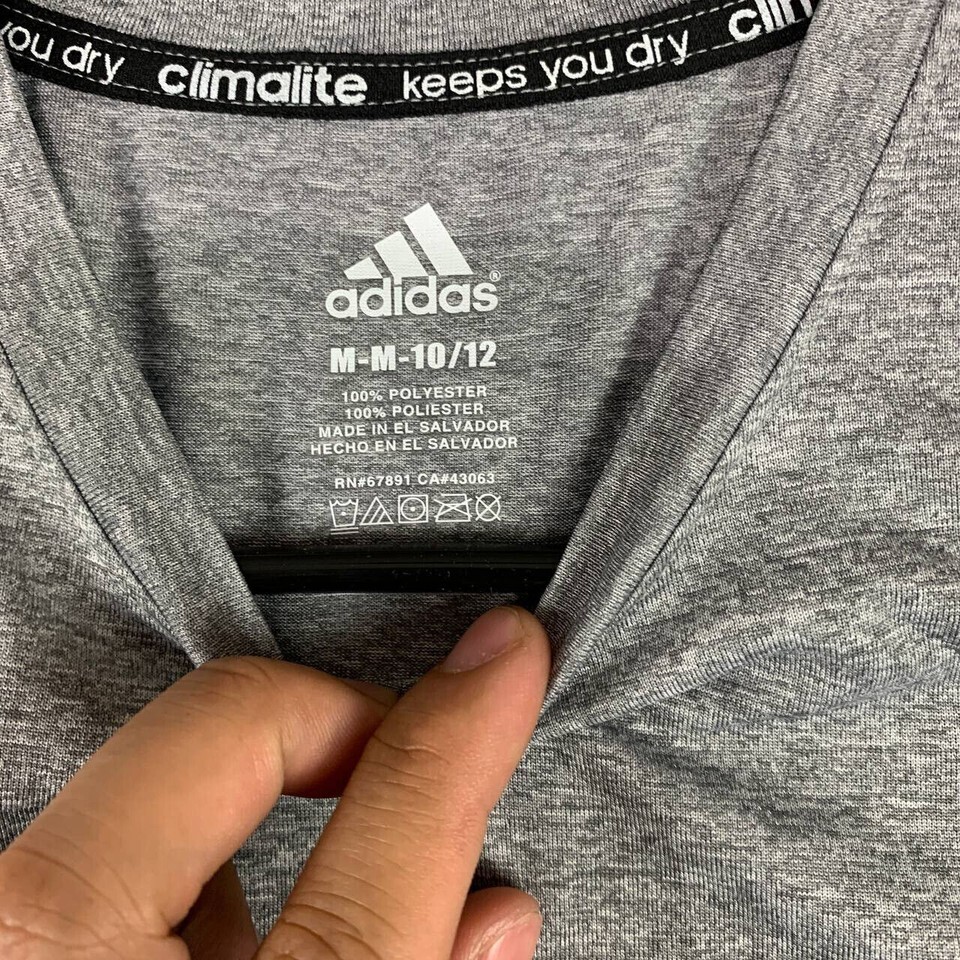 you dry climalite keeps you dry clim
adidas®
M-M-10/12
100% POLYESTER
100% POLIESTER
MADE IN EL SALVADOR
HECHO EN EL SALVADOR
RN#67891 CA#43063